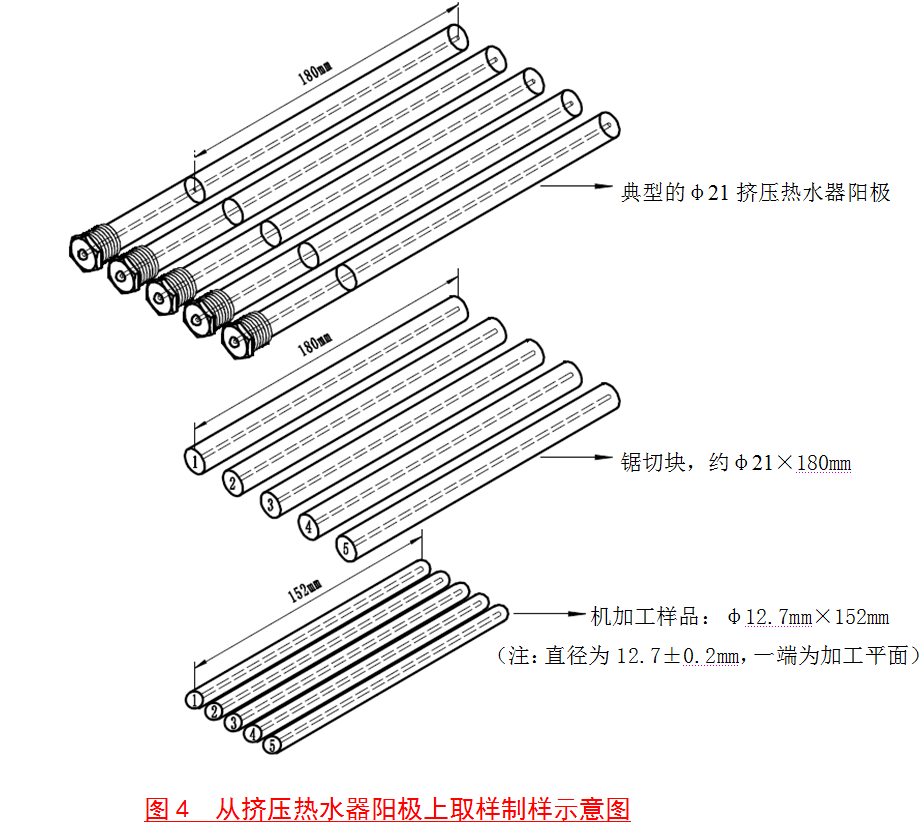 180mm
典型的φ21挤压热水器阳极
180mm
1
2
3
4
5
锯切块，约φ21×180mm
152mm
1
2
3
4
5
机加工样品：φ12.7mm×152mm
（注：直径为12.7±0.2mm，一端为加工平面）
图4 从挤压热水器阳极上取样制样示意图